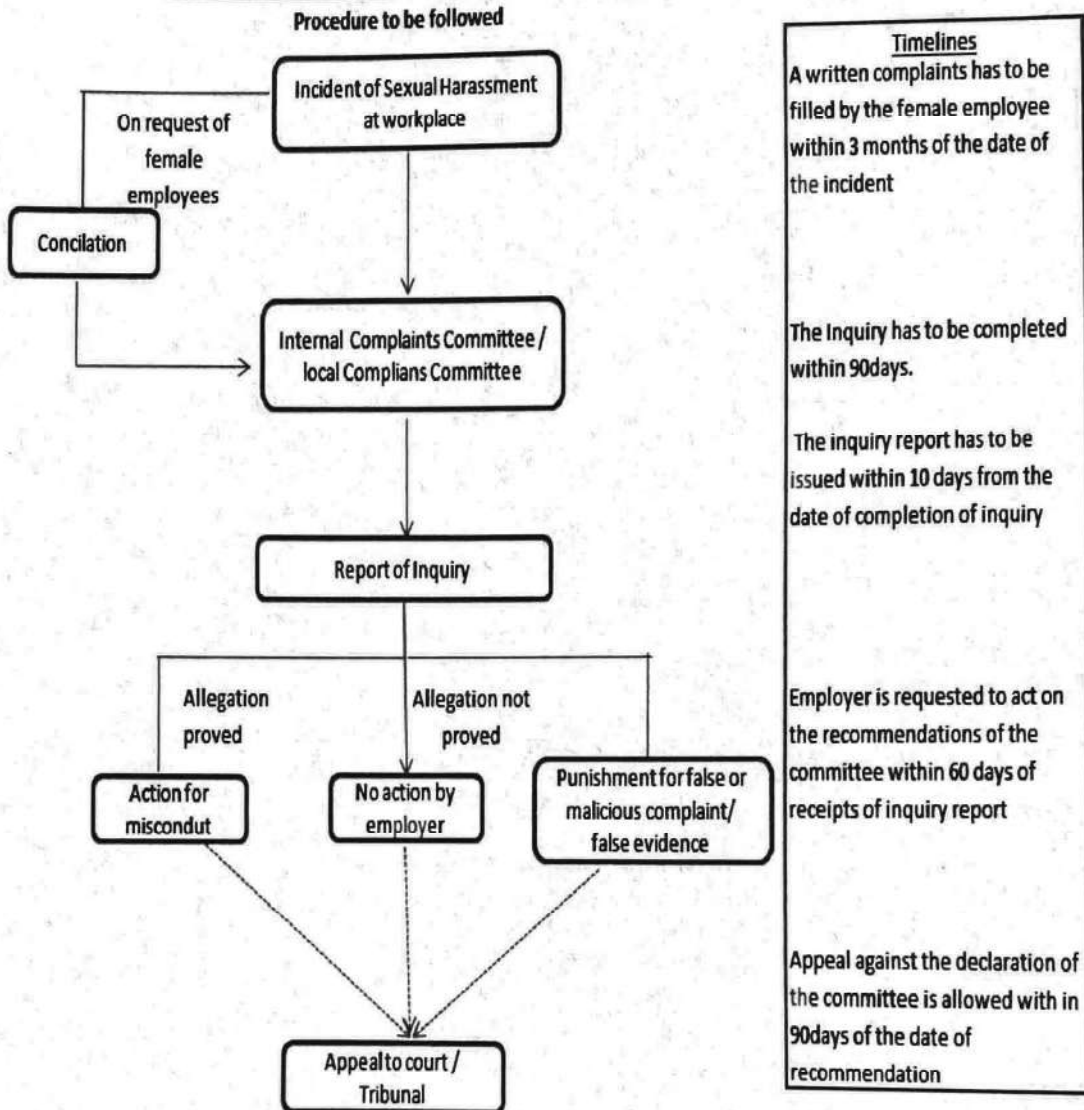 Procedure to be followed
Incident of Sexual Harassment
at workplace
On request of
female
employees
Concilation
Internal Complaints Committee /
local Complians Committee
Report of Inquiry
Allegation
proved
Allegation not
proved
Action for
miscondut
No action by
employer
Punishment for false or
malicious complaint/
false evidence
Appeal to court /
Tribunal
Timelines
A written complaints has to be
filled by the female employee
within 3 months of the date of
the incident
The Inquiry has to be completed
within 90days.
The inquiry report has to be
issued within 10 days from the
date of completion of inquiry
Employer is requested to act on
the recommendations of the
committee within 60 days of
receipts of inquiry report
Appeal against the declaration of
the committee is allowed with in
90days of the date of
recommendation